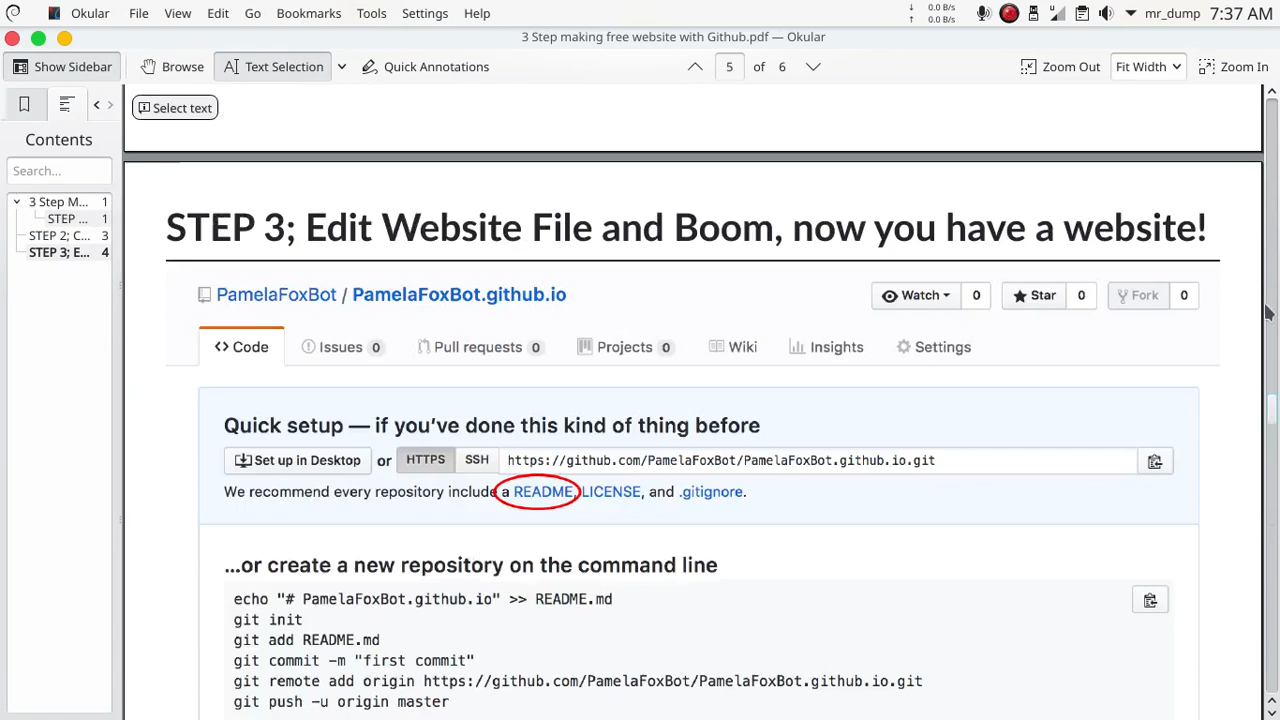 Okular File View Edit Go Bookmarks Tools Settings Help 0.0 B/s 0.0 B/s mr_dump 7:37 AM
3 Step making free website with Github.pdf — Okular
Show Sidebar Browse Text Selection Quick Annotations 5 of 6 Zoom Out Fit Width Zoom In
Select text
Contents
Search...
3 Step M... 1
STEP ... 1
STEP 2; C... 3
STEP 3; E... 4
STEP 3; Edit Website File and Boom, now you have a website!
PamelaFoxBot / PamelaFoxBot.github.io Watch 0 Star 0 Fork 0
<> Code Issues 0 Pull requests 0 Projects 0 Wiki Insights Settings
Quick setup — if you've done this kind of thing before
Set up in Desktop or HTTPS SSH https://github.com/PamelaFoxBot/PamelaFoxBot.github.io.git
We recommend every repository include a README, LICENSE, and .gitignore.
...or create a new repository on the command line
echo "# PamelaFoxBot.github.io" >> README.md
git init
git add README.md
git commit -m "first commit"
git remote add origin https://github.com/PamelaFoxBot/PamelaFoxBot.github.io.git
git push -u origin master